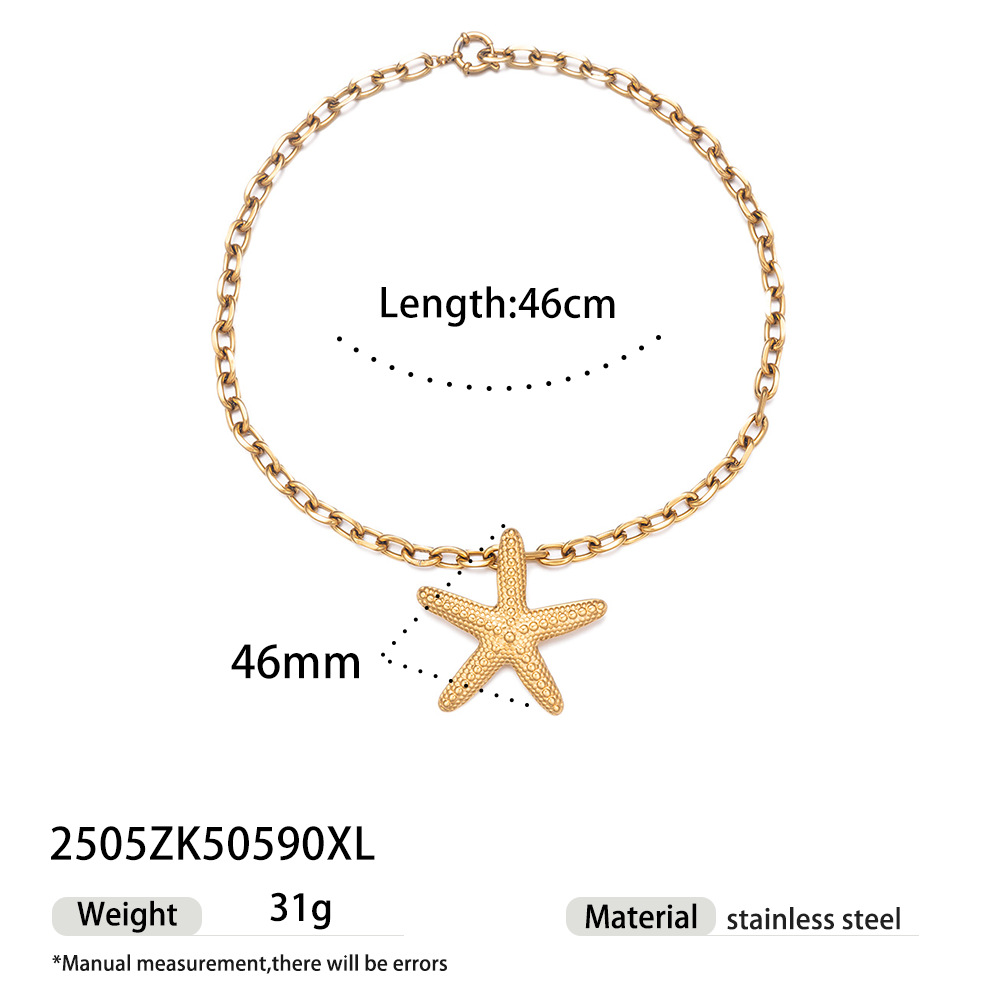 Length:46cm
46mm
2505ZK50590XL
Weight 31g
Material stainless steel
*Manual measurement,there will be errors